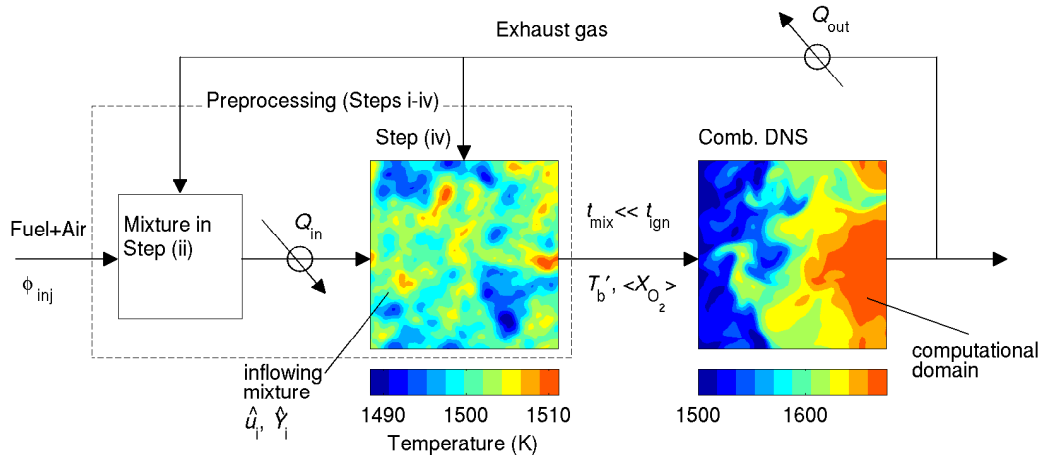 Q_out
Exhaust gas
Preprocessing (Steps i-iv)
Step (iv)
Comb. DNS
Fuel+Air
ϕ_inj
Mixture in
Step (ii)
Q_in
t_mix << t_ign
T_b′, <X_O₂>
inflowing
mixture
û_i, Ŷ_i
computational
domain
1490 1500 1510
Temperature (K)
1500 1600